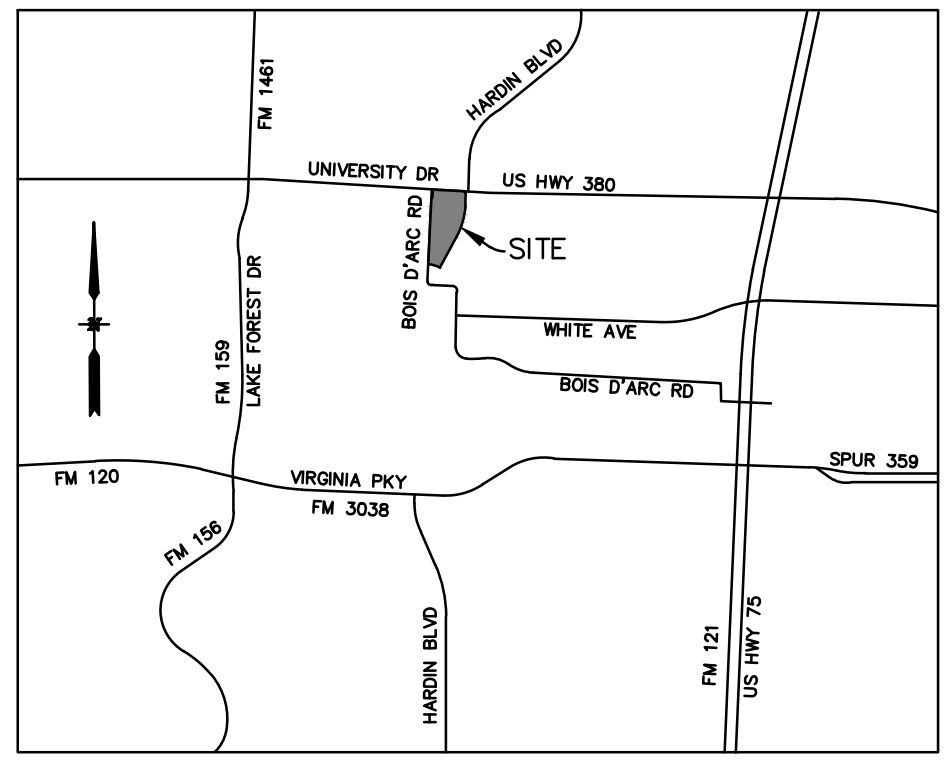 FM 1461
HARDIN BLVD
UNIVERSITY DR
US HWY 380
BOIS D'ARC RD
SITE
LAKE FOREST DR
FM 159
WHITE AVE
BOIS D'ARC RD
SPUR 359
FM 120
VIRGINIA PKY
FM 3038
FM 156
HARDIN BLVD
FM 121
US HWY 75